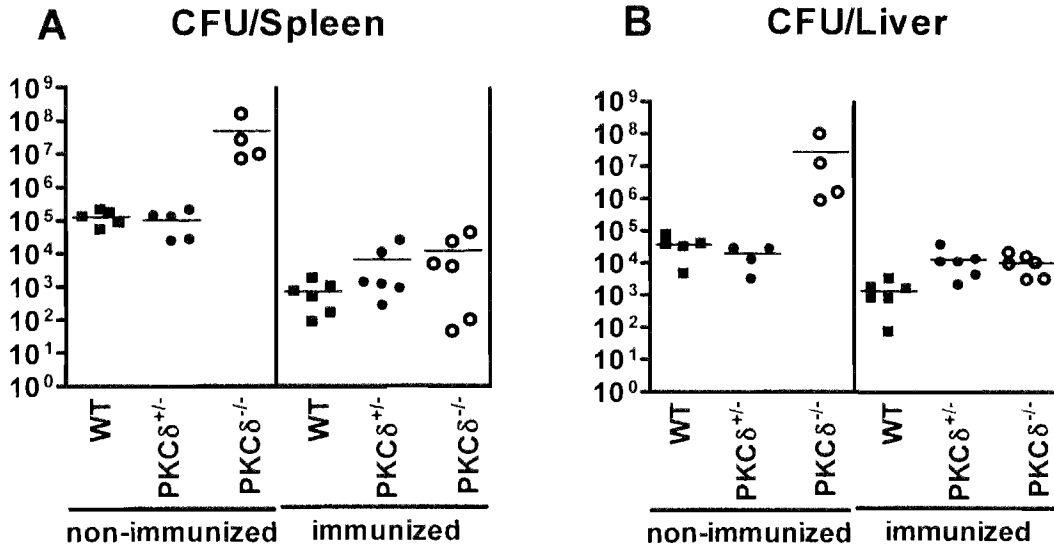 A CFU/Spleen
10⁹
10⁸
10⁷
10⁶
10⁵
10⁴
10³
10²
10¹
10⁰
WT
PKCδ+/-
PKCδ-/-
WT
PKCδ+/-
PKCδ-/-
non-immunized immunized
B CFU/Liver
10⁹
10⁸
10⁷
10⁶
10⁵
10⁴
10³
10²
10¹
10⁰
WT
PKCδ+/-
PKCδ-/-
WT
PKCδ+/-
PKCδ-/-
non-immunized immunized